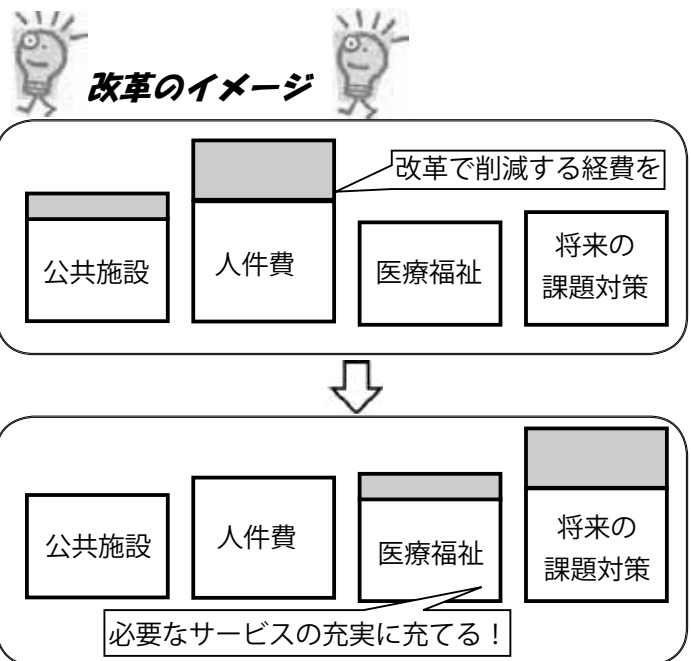 改革のイメージ
改革で削減する経費を
公共施設
人件費
医療福祉
将来の
課題対策
公共施設
人件費
医療福祉
将来の
課題対策
必要なサービスの充実に充てる！